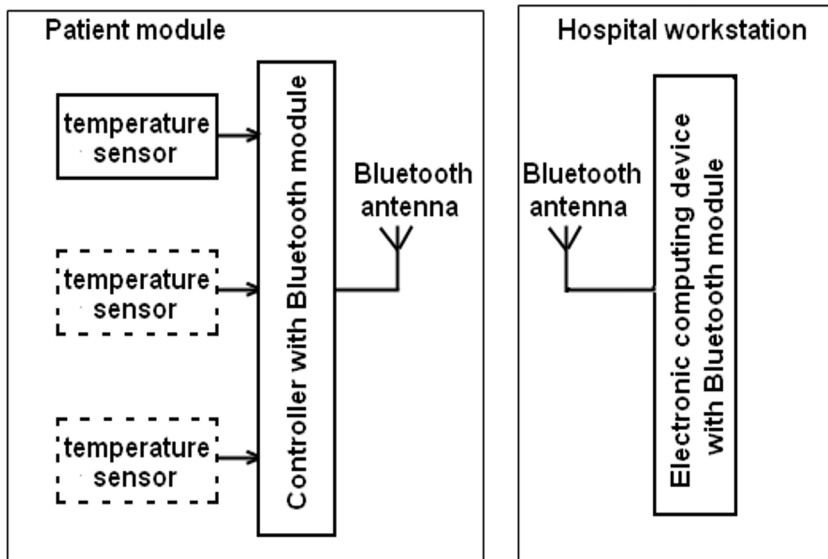 Patient module
temperature
sensor
temperature
sensor
temperature
sensor
Controller with Bluetooth module
Bluetooth
antenna
Hospital workstation
Bluetooth
antenna
Electronic computing device
with Bluetooth module